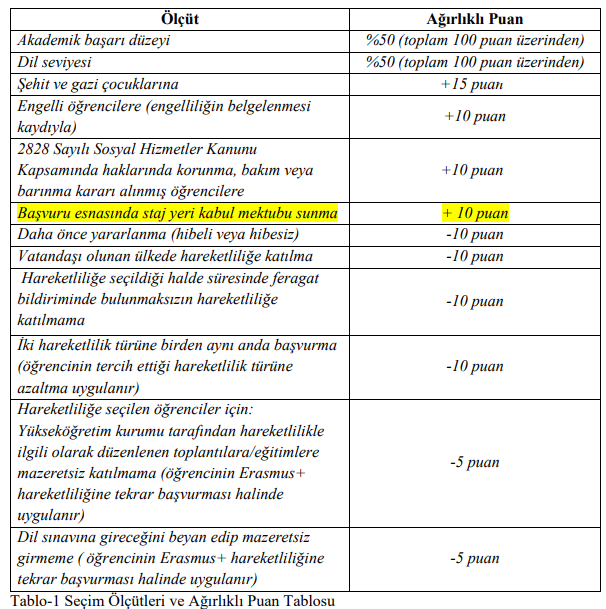 Ölçüt Ağırlıklı Puan
Akademik başarı düzeyi %50 (toplam 100 puan üzerinden)
Dil seviyesi %50 (toplam 100 puan üzerinden)
Şehit ve gazi çocuklarına +15 puan
Engelli öğrencilere (engelliliğin belgelenmesi
kaydıyla) +10 puan
2828 Sayılı Sosyal Hizmetler Kanunu
Kapsamında haklarında korunma, bakım veya
barınma kararı alınmış öğrencilere +10 puan
Başvuru esnasında staj yeri kabul mektubu sunma + 10 puan
Daha önce yararlanma (hibeli veya hibesiz) -10 puan
Vatandaşı olunan ülkede hareketliliğe katılma -10 puan
Hareketliliğe seçildiği halde süresinde feragat
bildiriminde bulunmaksızın hareketliliğe
katılmama -10 puan
İki hareketlilik türüne birden aynı anda başvurma
(öğrencinin tercih ettiği hareketlilik türüne
azaltma uygulanır) -10 puan
Hareketliliğe seçilen öğrenciler için:
Yükseköğretim kurumu tarafından hareketlilikle
ilgili olarak düzenlenen toplantılara/eğitimlere
mazeretsiz katılmama (öğrencinin Erasmus+
hareketliliğine tekrar başvurması halinde
uygulanır) -5 puan
Dil sınavına gireceğini beyan edip mazeretsiz
girmeme ( öğrencinin Erasmus+ hareketliliğine
tekrar başvurması halinde uygulanır) -5 puan
Tablo-1 Seçim Ölçütleri ve Ağırlıklı Puan Tablosu